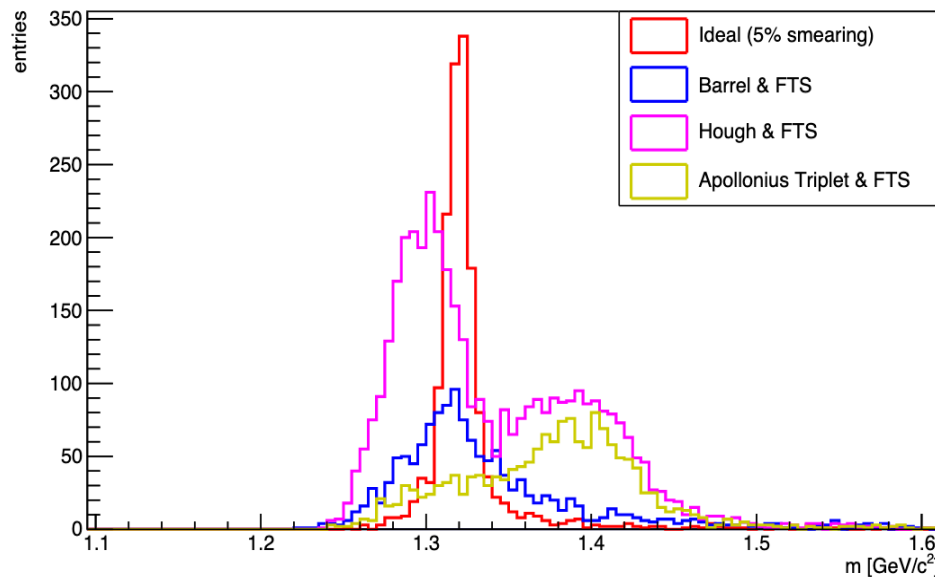 entries
350
300
250
200
150
100
50
0
1.1
1.2
1.3
1.4
1.5
1.6
m [GeV/c²]
Ideal (5% smearing)
Barrel & FTS
Hough & FTS
Apollonius Triplet & FTS